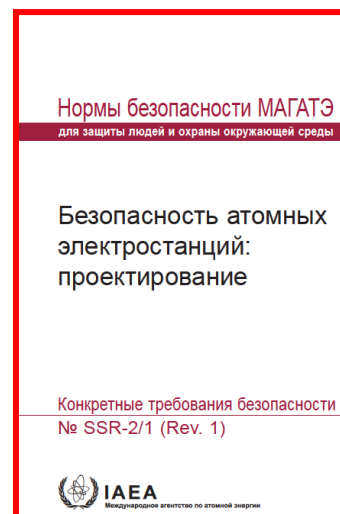 Нормы безопасности МАГАТЭ
для защиты людей и охраны окружающей среды
Безопасность атомных
электростанций:
проектирование
Конкретные требования безопасности
№ SSR-2/1 (Rev. 1)
IAEA
Международное агентство по атомной энергии